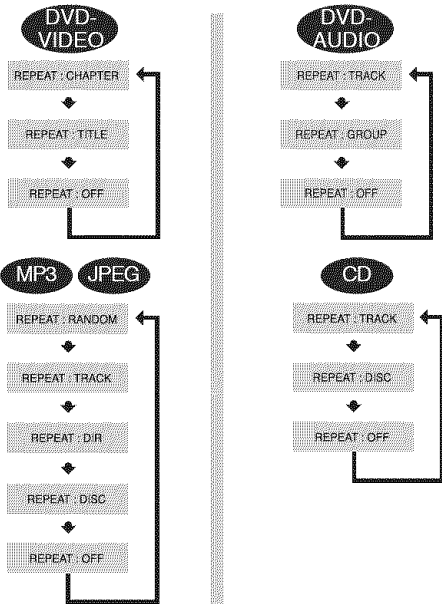 DVD-
VIDEO
REPEAT : CHAPTER
REPEAT : TITLE
REPEAT : OFF
DVD-
AUDIO
REPEAT : TRACK
REPEAT : GROUP
REPEAT : OFF
MP3 JPEG
REPEAT : RANDOM
REPEAT : TRACK
REPEAT : DIR
REPEAT : DISC
REPEAT : OFF
CD
REPEAT : TRACK
REPEAT : DISC
REPEAT : OFF